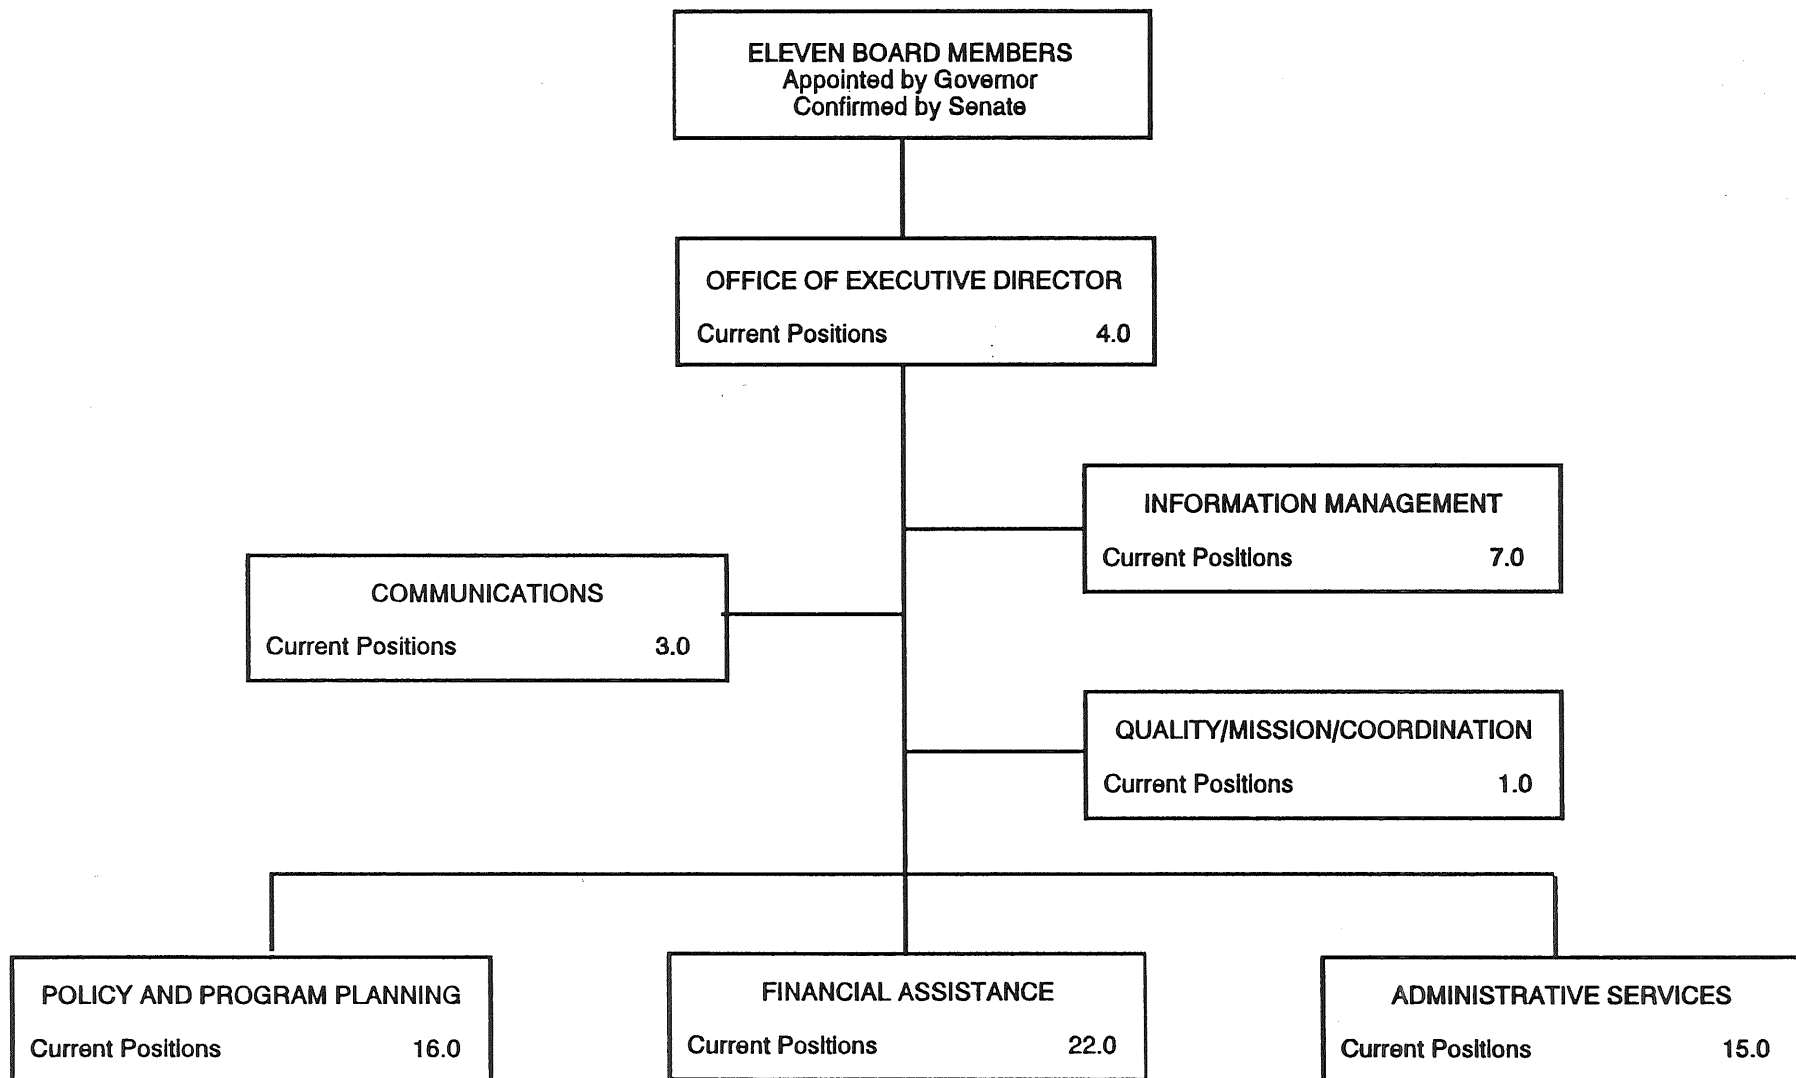 ELEVEN BOARD MEMBERS
Appointed by Governor
Confirmed by Senate
OFFICE OF EXECUTIVE DIRECTOR
Current Positions 4.0
INFORMATION MANAGEMENT
Current Positions 7.0
COMMUNICATIONS
Current Positions 3.0
QUALITY/MISSION/COORDINATION
Current Positions 1.0
POLICY AND PROGRAM PLANNING
Current Positions 16.0
FINANCIAL ASSISTANCE
Current Positions 22.0
ADMINISTRATIVE SERVICES
Current Positions 15.0